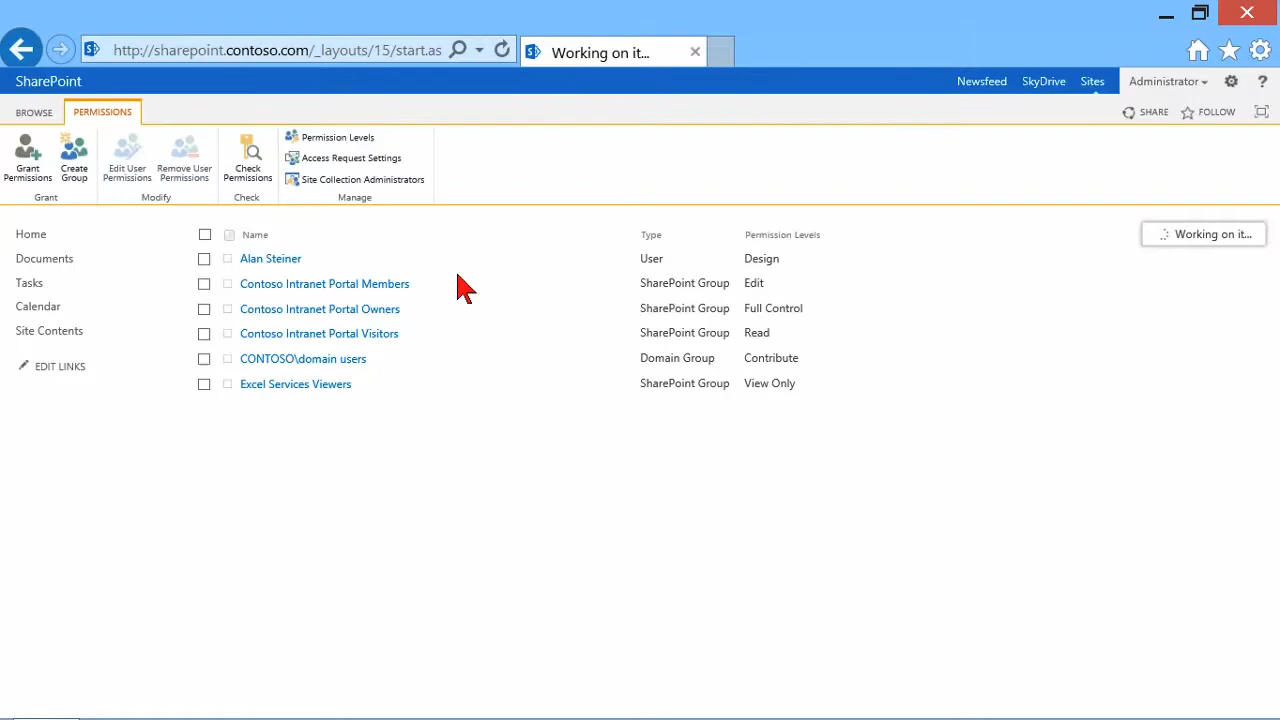 http://sharepoint.contoso.com/_layouts/15/start.as
Working on it...
SharePoint
Newsfeed SkyDrive Sites Administrator ?
BROWSE PERMISSIONS
SHARE FOLLOW
Grant Permissions
Create Group
Edit User Permissions
Remove User Permissions
Check Permissions
Permission Levels
Access Request Settings
Site Collection Administrators
Grant Modify Check Manage
Home
Documents
Tasks
Calendar
Site Contents
EDIT LINKS
Name Type Permission Levels
Alan Steiner User Design
Contoso Intranet Portal Members SharePoint Group Edit
Contoso Intranet Portal Owners SharePoint Group Full Control
Contoso Intranet Portal Visitors SharePoint Group Read
CONTOSO\domain users Domain Group Contribute
Excel Services Viewers SharePoint Group View Only
Working on it...